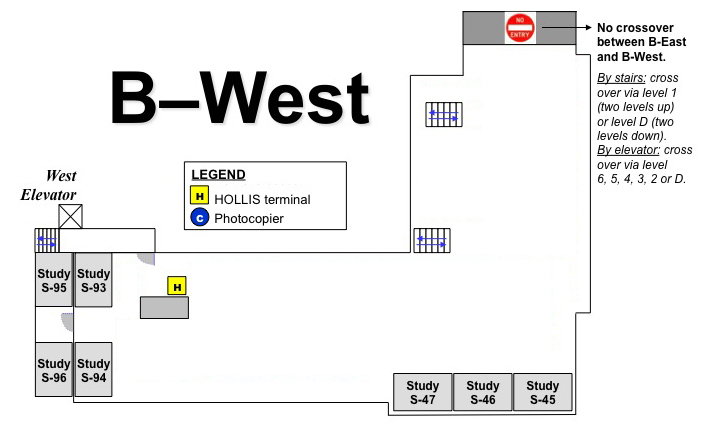 NO
ENTRY
No crossover
between B-East
and B-West.
By stairs: cross
over via level 1
(two levels up)
or level D (two
levels down).
By elevator: cross
over via level
6, 5, 4, 3, 2 or D.
B–West
LEGEND
H HOLLIS terminal
C Photocopier
West
Elevator
Study
S-95
Study
S-93
H
Study
S-96
Study
S-94
Study
S-47
Study
S-46
Study
S-45